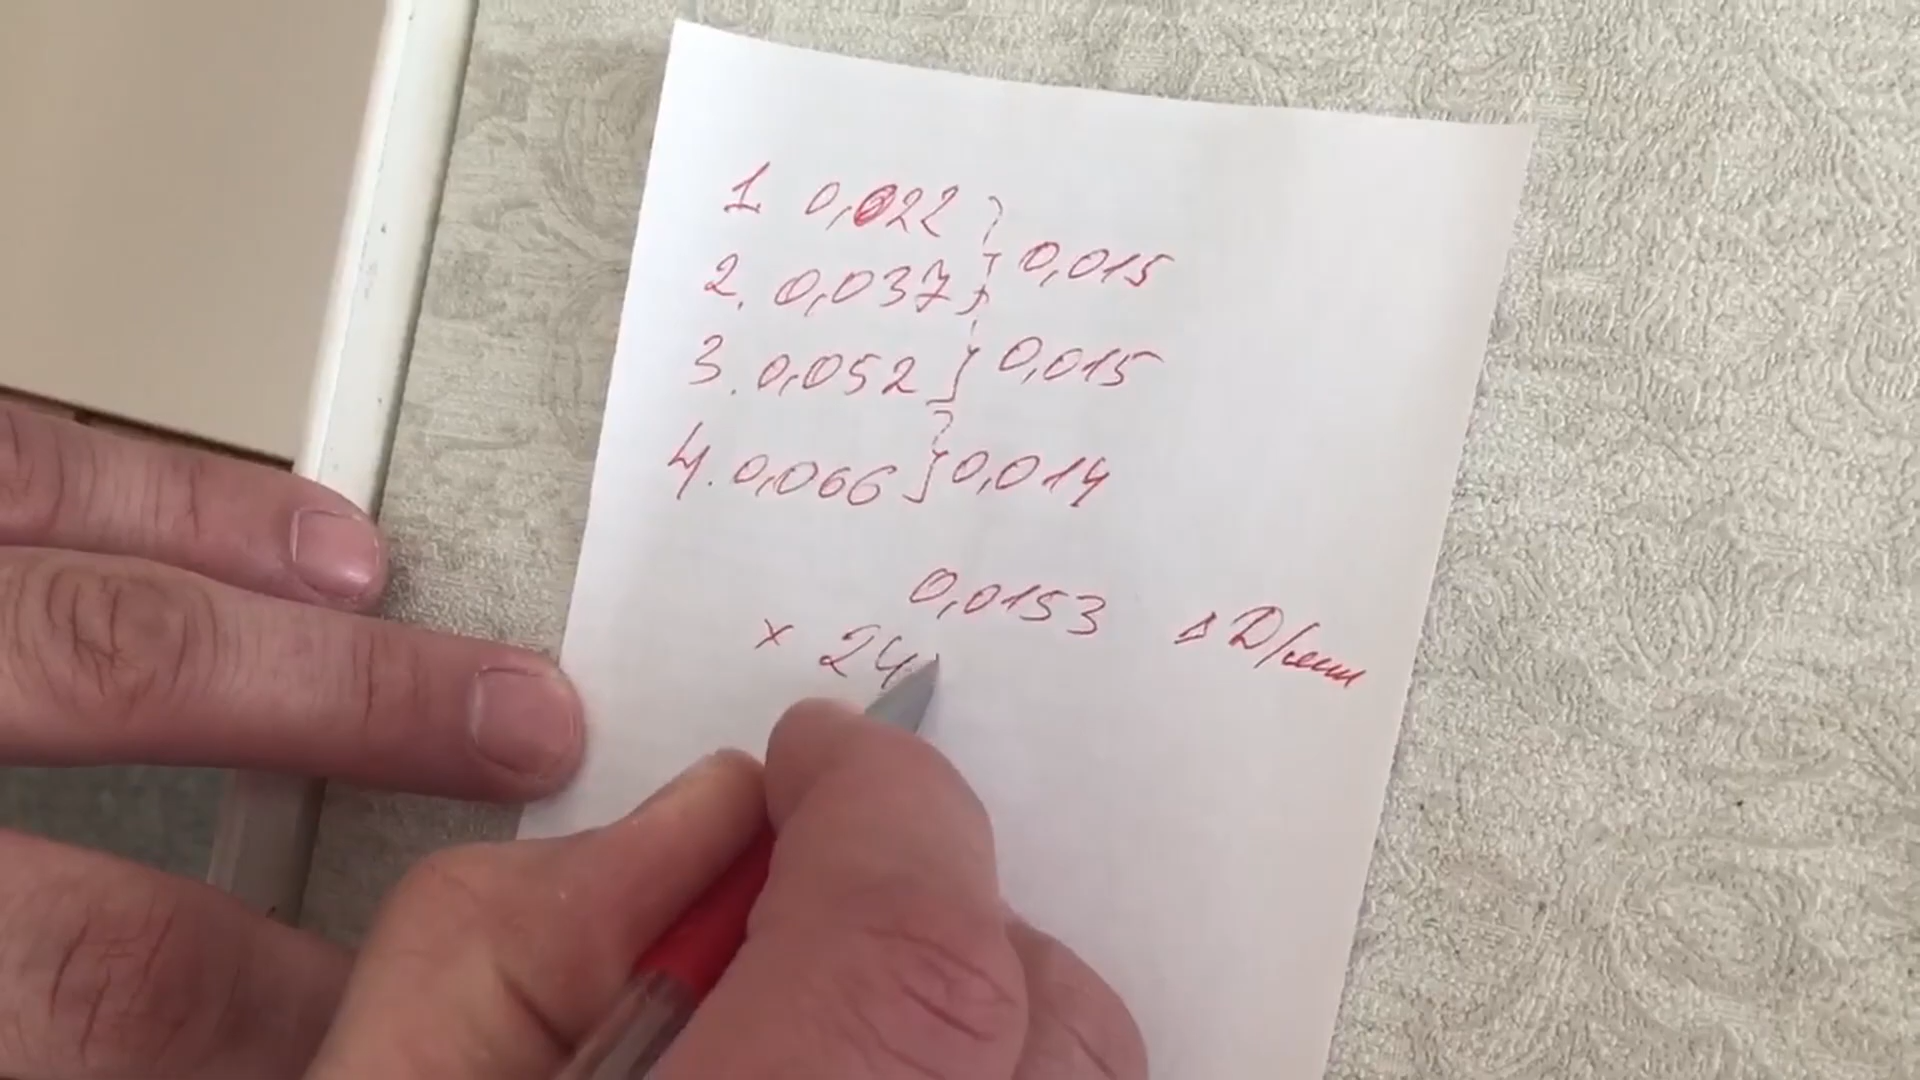 1. 0,022
2. 0,037 } 0,015
3. 0,052 } 0,015
4. 0,066 } 0,014
0,0153 Δ D/мин
× 24